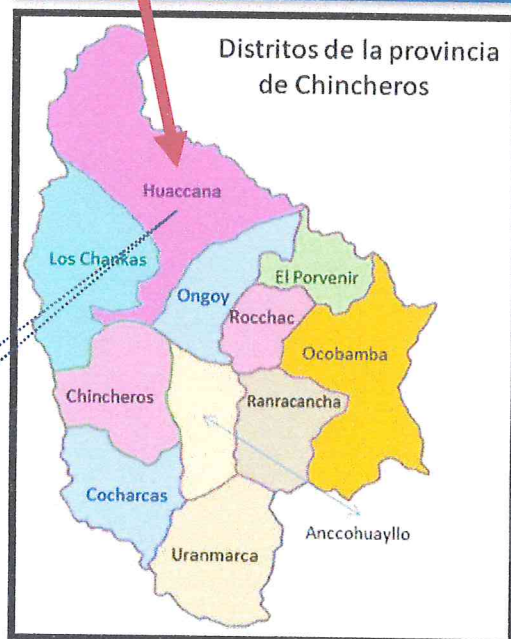 Distritos de la provincia
de Chincheros
Huaccana
Los Chankas
El Porvenir
Ongoy
Rocchac
Ocobamba
Chincheros
Ranracancha
Cocharcas
Anccohuayllo
Uranmarca